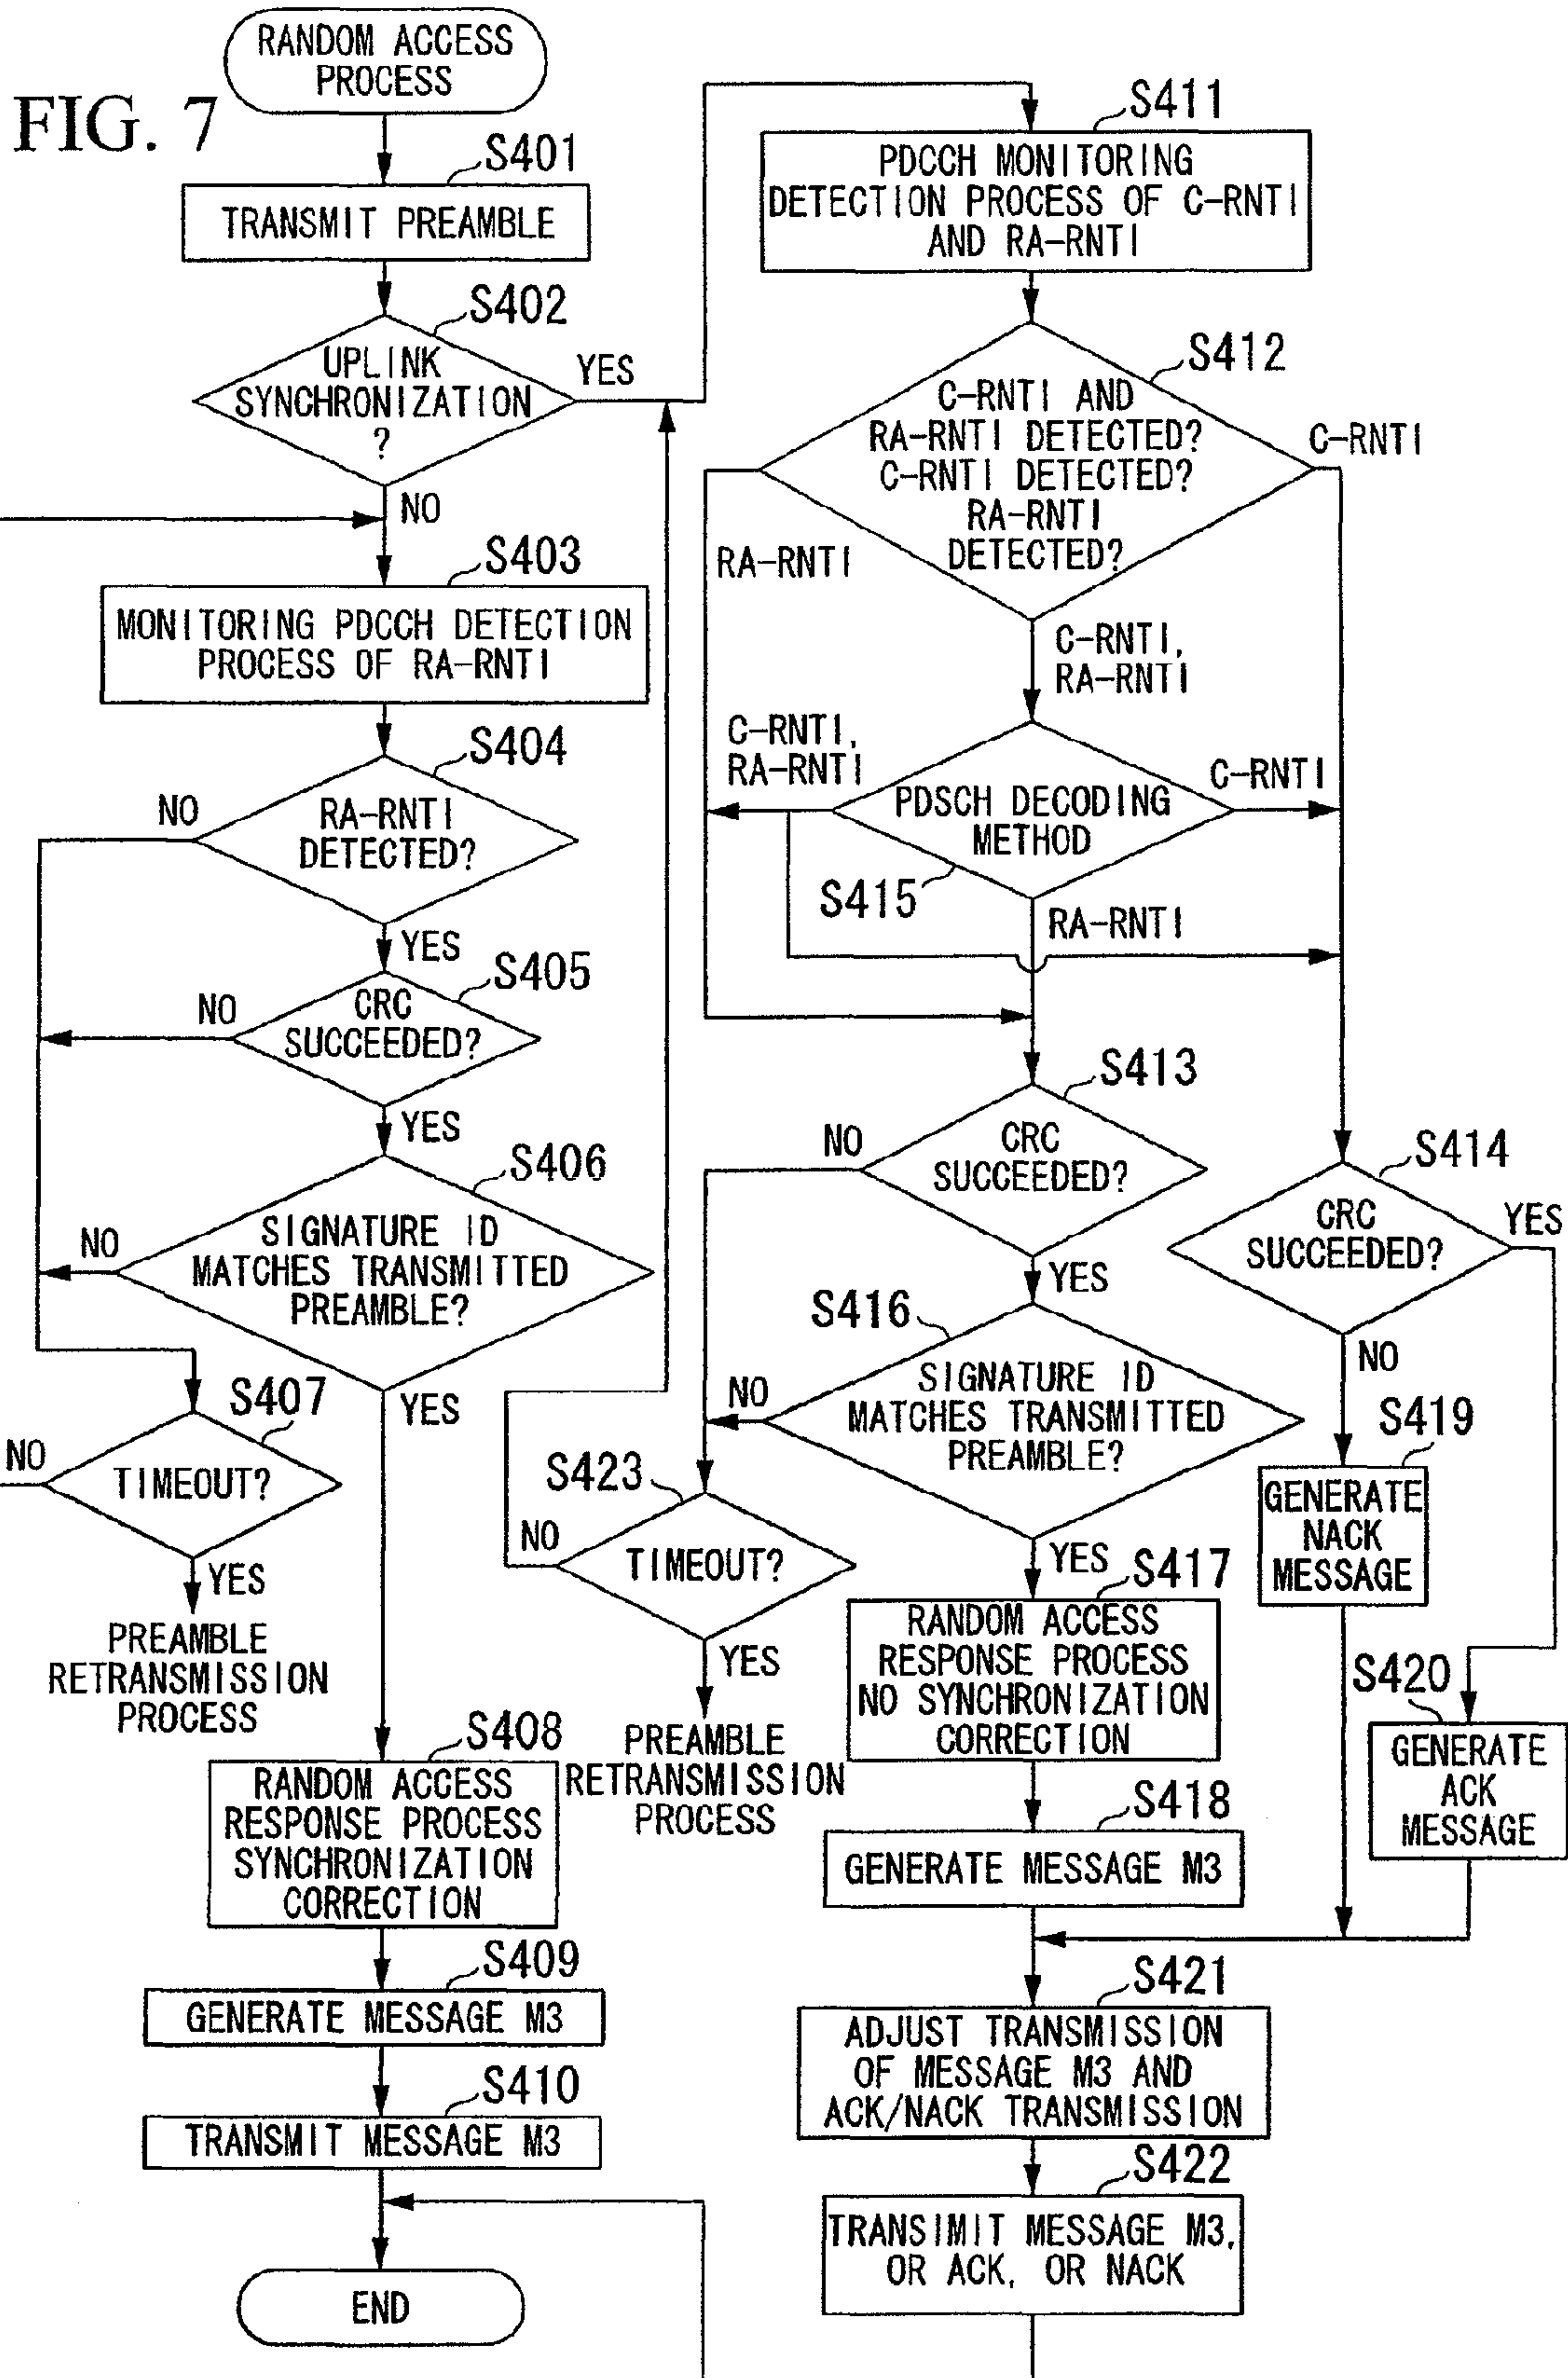 FIG. 7
RANDOM ACCESS
PROCESS
S401
TRANSMIT PREAMBLE
S402
UPLINK
SYNCHRONIZATION
?
YES
NO
S403
MONITORING PDCCH DETECTION
PROCESS OF RA-RNTI
S404
RA-RNTI
DETECTED?
NO
YES
S405
CRC
SUCCEEDED?
NO
YES
S406
SIGNATURE ID
MATCHES TRANSMITTED
PREAMBLE?
NO
YES
S407
TIMEOUT?
NO
YES
PREAMBLE
RETRANSMISSION
PROCESS
S408
RANDOM ACCESS
RESPONSE PROCESS
SYNCHRONIZATION
CORRECTION
S409
GENERATE MESSAGE M3
S410
TRANSMIT MESSAGE M3
END
S411
PDCCH MONITORING
DETECTION PROCESS OF C-RNTI
AND RA-RNTI
S412
C-RNTI AND
RA-RNTI DETECTED?
C-RNTI DETECTED?
RA-RNTI
DETECTED?
C-RNTI
RA-RNTI
C-RNTI,
RA-RNTI
C-RNTI,
RA-RNTI
PDSCH DECODING
METHOD
C-RNTI
S415
RA-RNTI
S413
CRC
SUCCEEDED?
NO
YES
S414
CRC
SUCCEEDED?
YES
NO
S416
SIGNATURE ID
MATCHES TRANSMITTED
PREAMBLE?
NO
YES
S423
TIMEOUT?
NO
YES
PREAMBLE
RETRANSMISSION
PROCESS
S417
RANDOM ACCESS
RESPONSE PROCESS
NO SYNCHRONIZATION
CORRECTION
S418
GENERATE MESSAGE M3
S419
GENERATE
NACK
MESSAGE
S420
GENERATE
ACK
MESSAGE
S421
ADJUST TRANSMISSION
OF MESSAGE M3 AND
ACK/NACK TRANSMISSION
S422
TRANSIMIT MESSAGE M3,
OR ACK, OR NACK